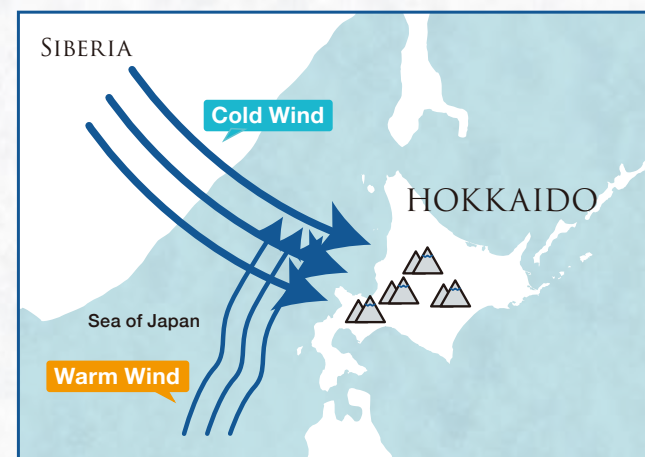 SIBERIA
Cold Wind
HOKKAIDO
Sea of Japan
Warm Wind